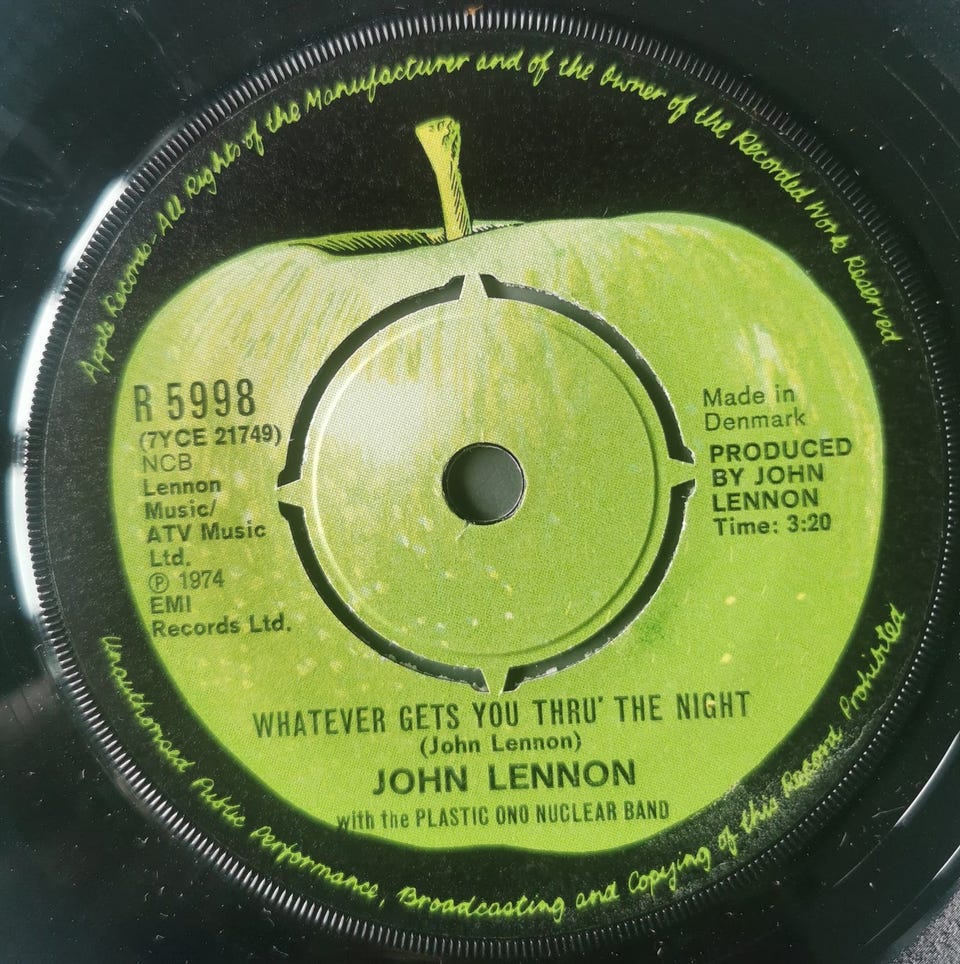 Apple Records - All Rights of the Manufacturer and of the Owner of the Recorded Work Reserved
R 5998
(7YCE 21749)
NCB
Lennon
Music/
ATV Music
Ltd.
℗ 1974
EMI
Records Ltd.
Made in
Denmark
PRODUCED
BY JOHN
LENNON
Time: 3:20
WHATEVER GETS YOU THRU' THE NIGHT
(John Lennon)
JOHN LENNON
with the PLASTIC ONO NUCLEAR BAND
Unauthorised Public Performance, Broadcasting and Copying of this Record Prohibited